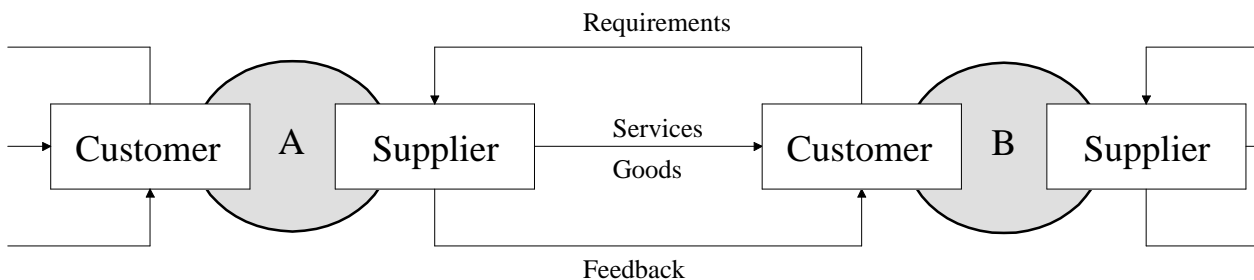 Requirements
Customer
A
Supplier
Services
Goods
Customer
B
Supplier
Feedback